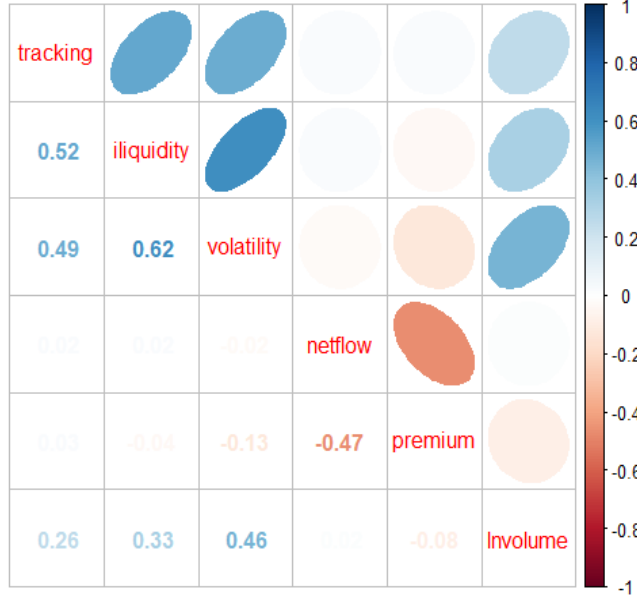 tracking
0.52 iliquidity
0.49 0.62 volatility
0.02 0.02 -0.02 netflow
0.03 -0.04 -0.13 -0.47 premium
0.26 0.33 0.46 0.02 -0.08 lnvolume
1
0.8
0.6
0.4
0.2
0
-0.2
-0.4
-0.6
-0.8
-1